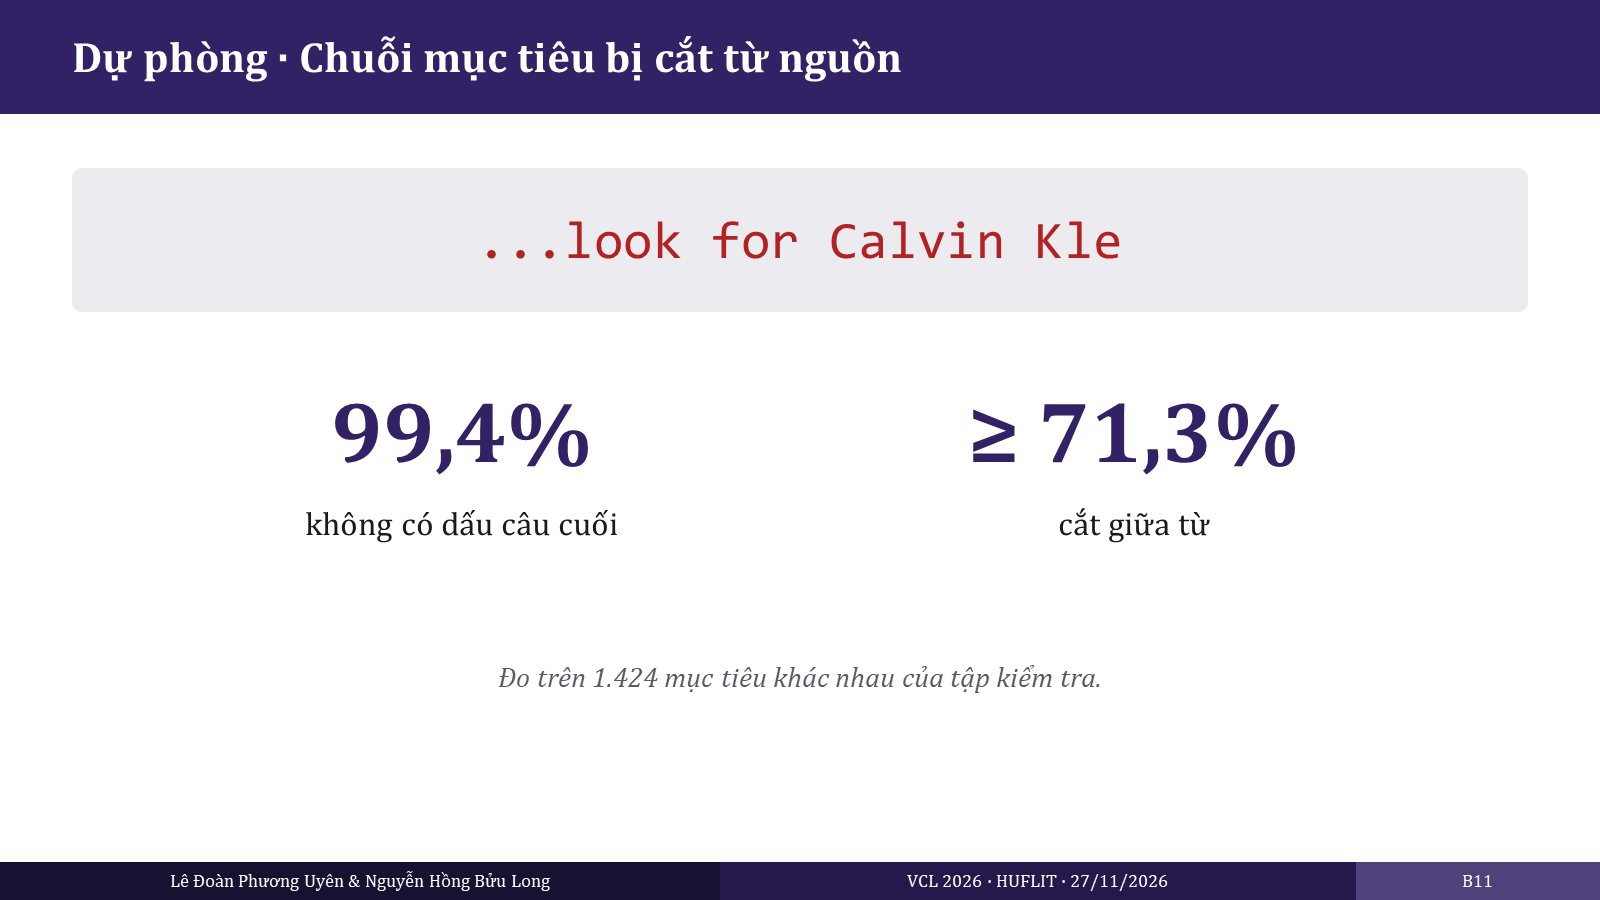 Dự phòng · Chuỗi mục tiêu bị cắt từ nguồn
...look for Calvin Kle
99,4%
≥ 71,3%
không có dấu câu cuối
cắt giữa từ
Đo trên 1.424 mục tiêu khác nhau của tập kiểm tra.
Lê Đoàn Phương Uyên & Nguyễn Hồng Bửu Long
VCL 2026 · HUFLIT · 27/11/2026
B11